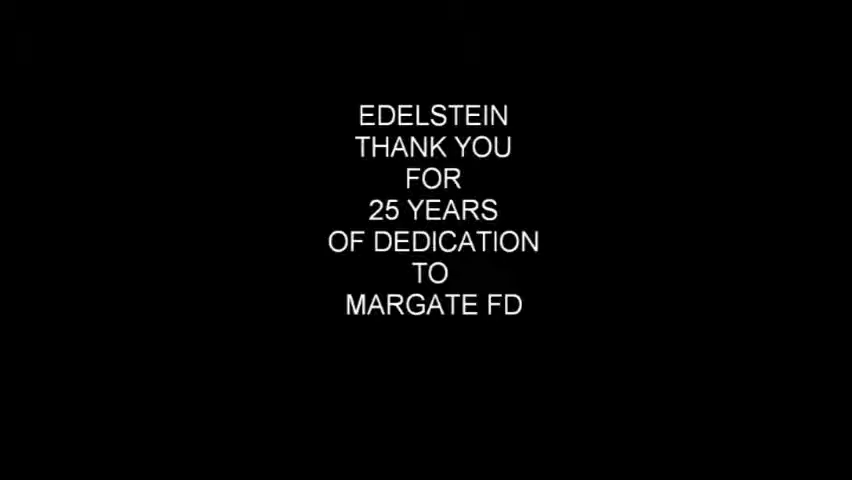 EDELSTEIN
THANK YOU
FOR
25 YEARS
OF DEDICATION
TO
MARGATE FD